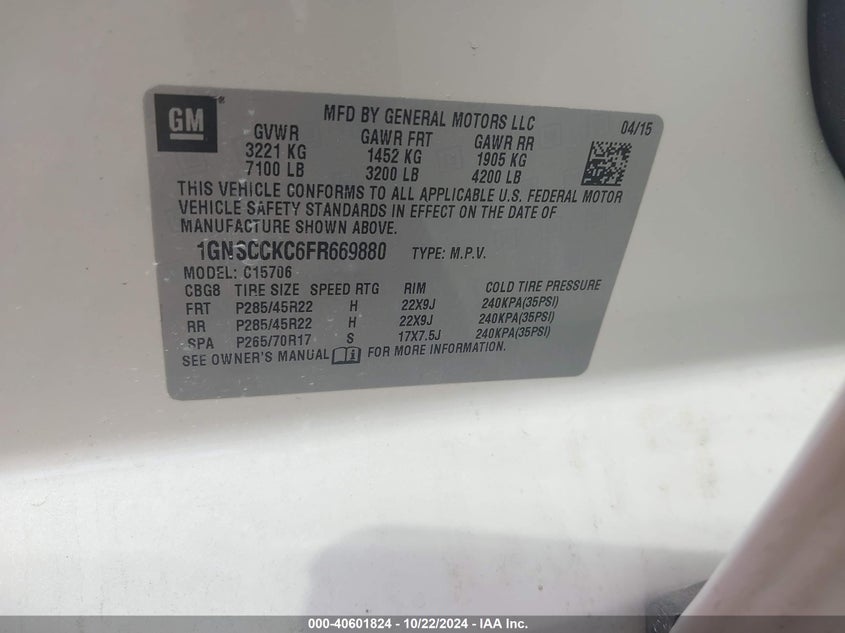 GM
MFD BY GENERAL MOTORS LLC 04/15
GVWR GAWR FRT GAWR RR
3221 KG 1452 KG 1905 KG
7100 LB 3200 LB 4200 LB
THIS VEHICLE CONFORMS TO ALL APPLICABLE U.S. FEDERAL MOTOR
VEHICLE SAFETY STANDARDS IN EFFECT ON THE DATE OF
MANUFACTURE SHOWN ABOVE.
1GNSCCKC6FR669880 TYPE: M.P.V.
MODEL: C15706
CBG8 TIRE SIZE SPEED RTG RIM COLD TIRE PRESSURE
FRT P285/45R22 H 22X9J 240KPA(35PSI)
RR P285/45R22 H 22X9J 240KPA(35PSI)
SPA P265/70R17 S 17X7.5J 240KPA(35PSI)
SEE OWNER'S MANUAL FOR MORE INFORMATION.
000-40601824 - 10/22/2024 - IAA Inc.